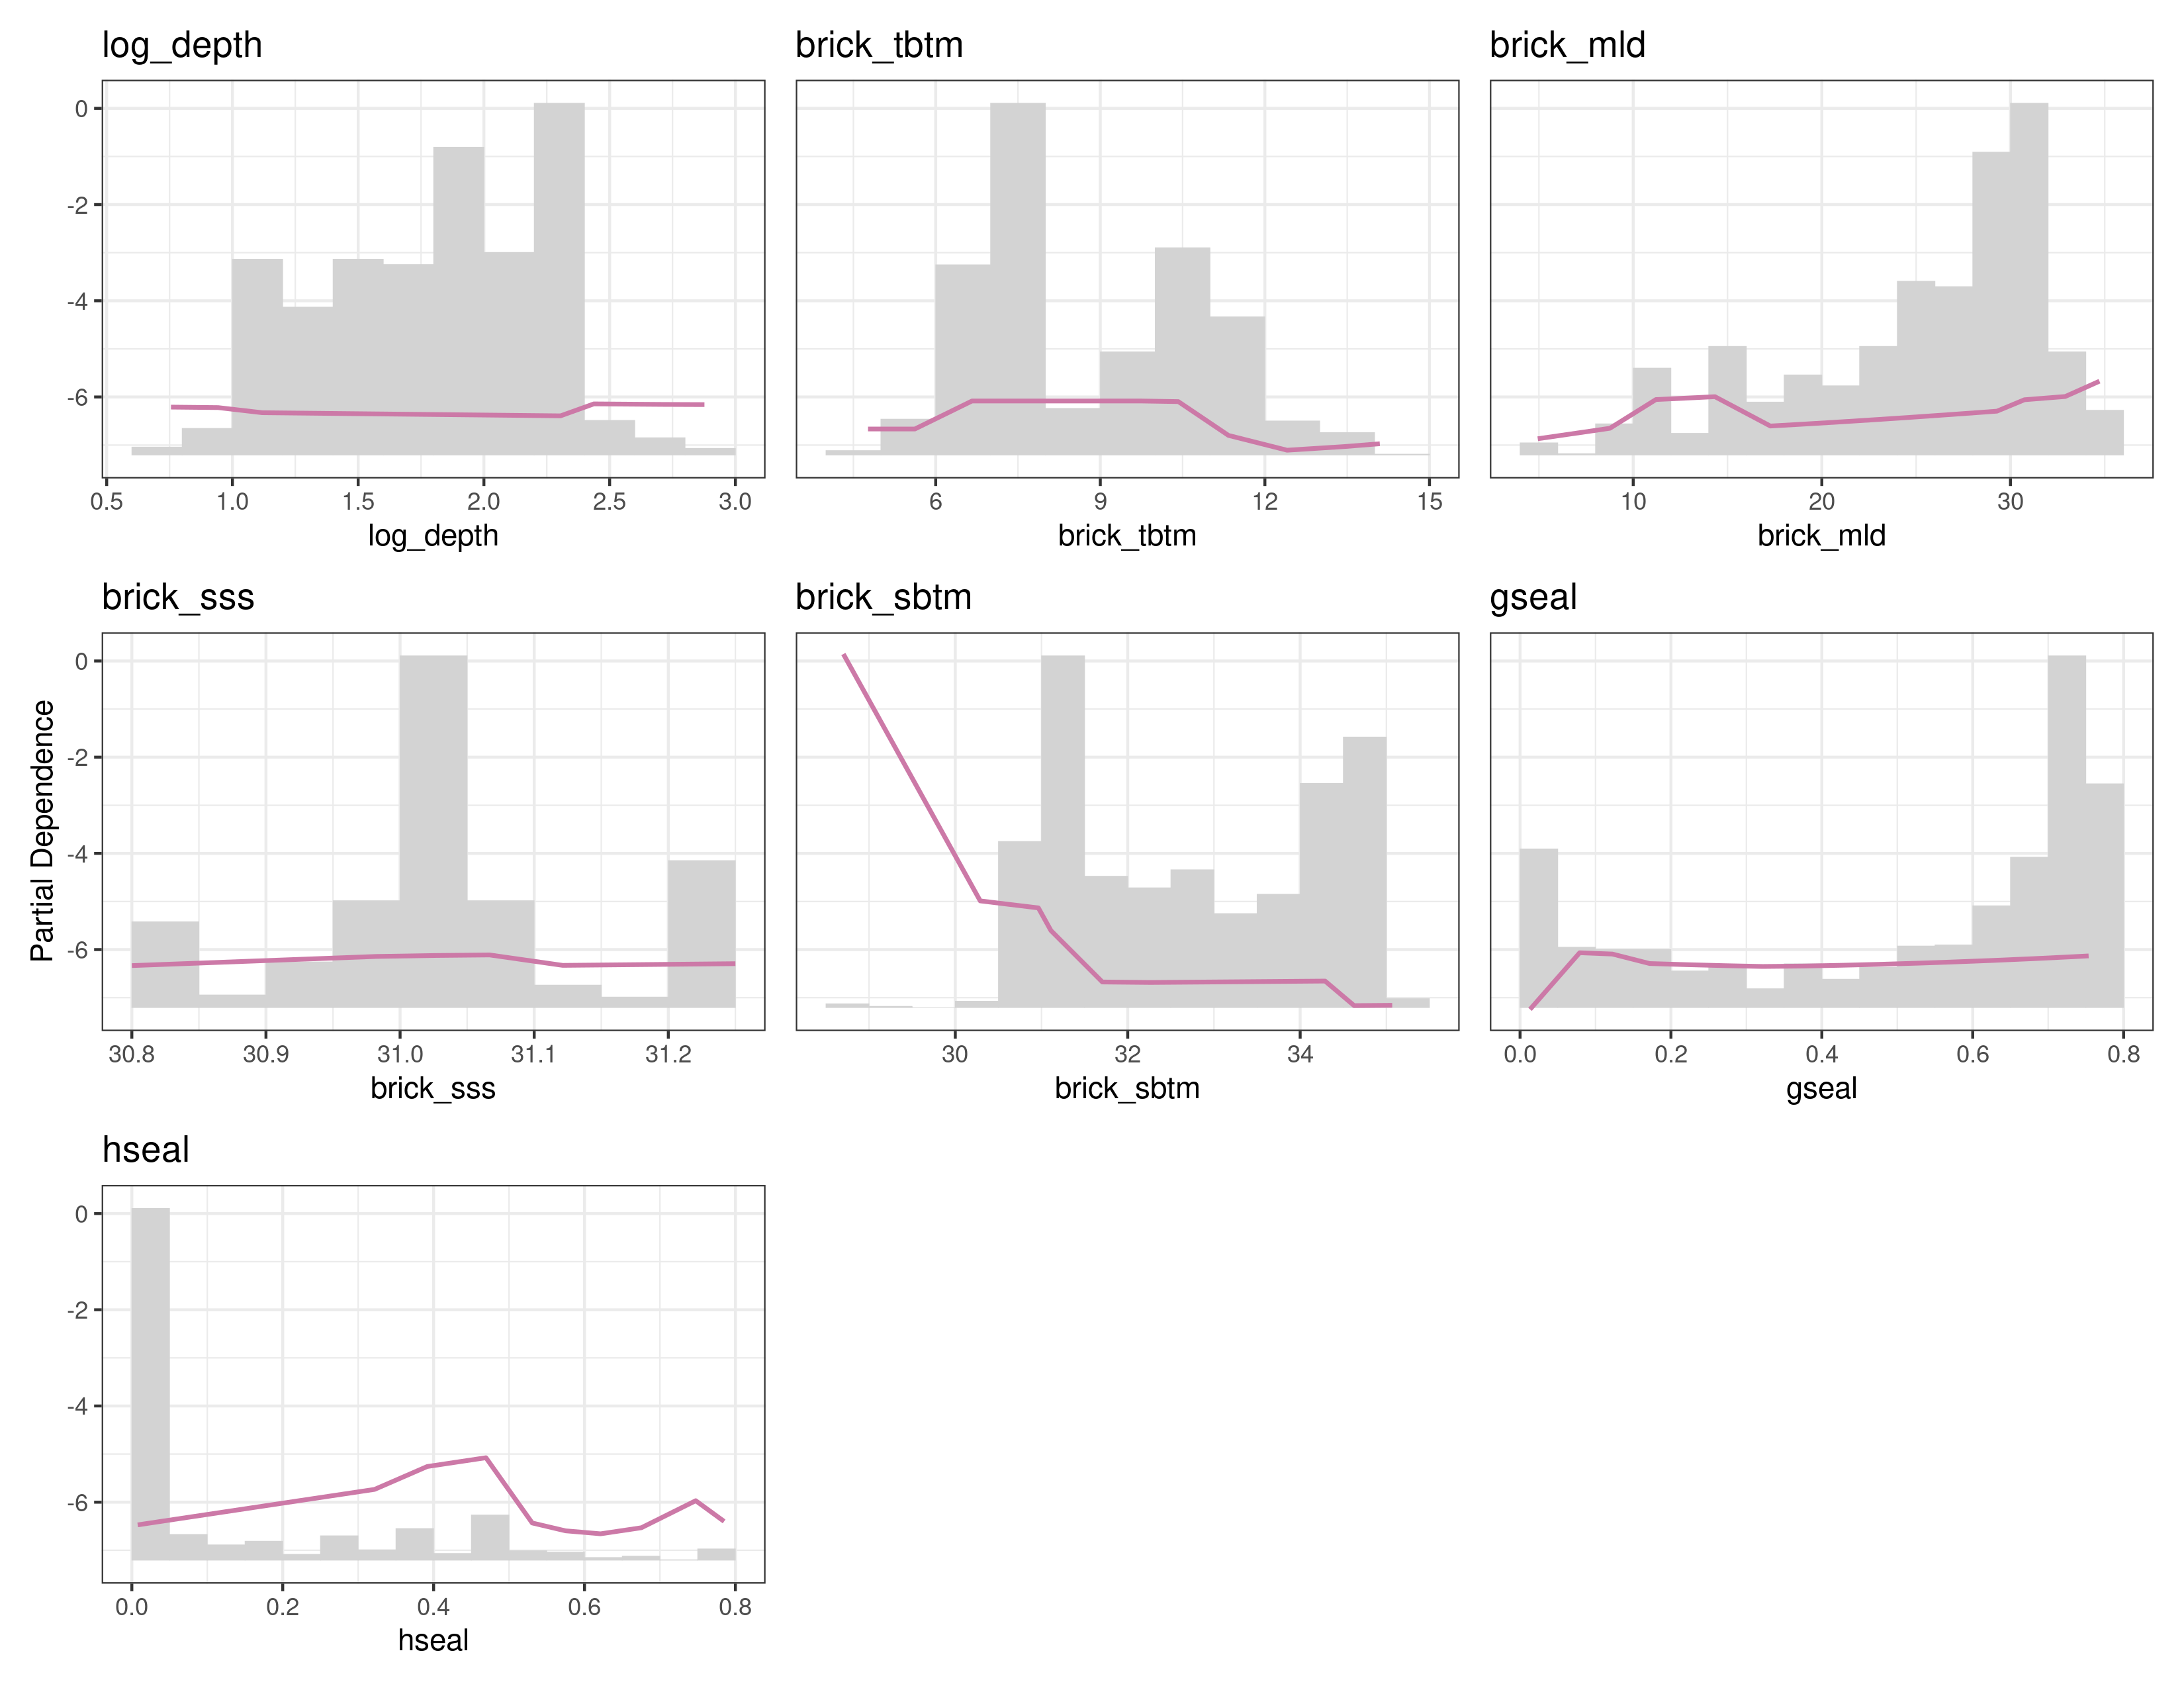 log_depth
brick_tbtm
brick_mld
0
-2
-4
-6
0.5 1.0 1.5 2.0 2.5 3.0
6 9 12 15
10 20 30
log_depth
brick_tbtm
brick_mld
brick_sss
brick_sbtm
gseal
Partial Dependence
0
-2
-4
-6
30.8 30.9 31.0 31.1 31.2
30 32 34
0.0 0.2 0.4 0.6 0.8
brick_sss
brick_sbtm
gseal
hseal
0
-2
-4
-6
0.0 0.2 0.4 0.6 0.8
hseal